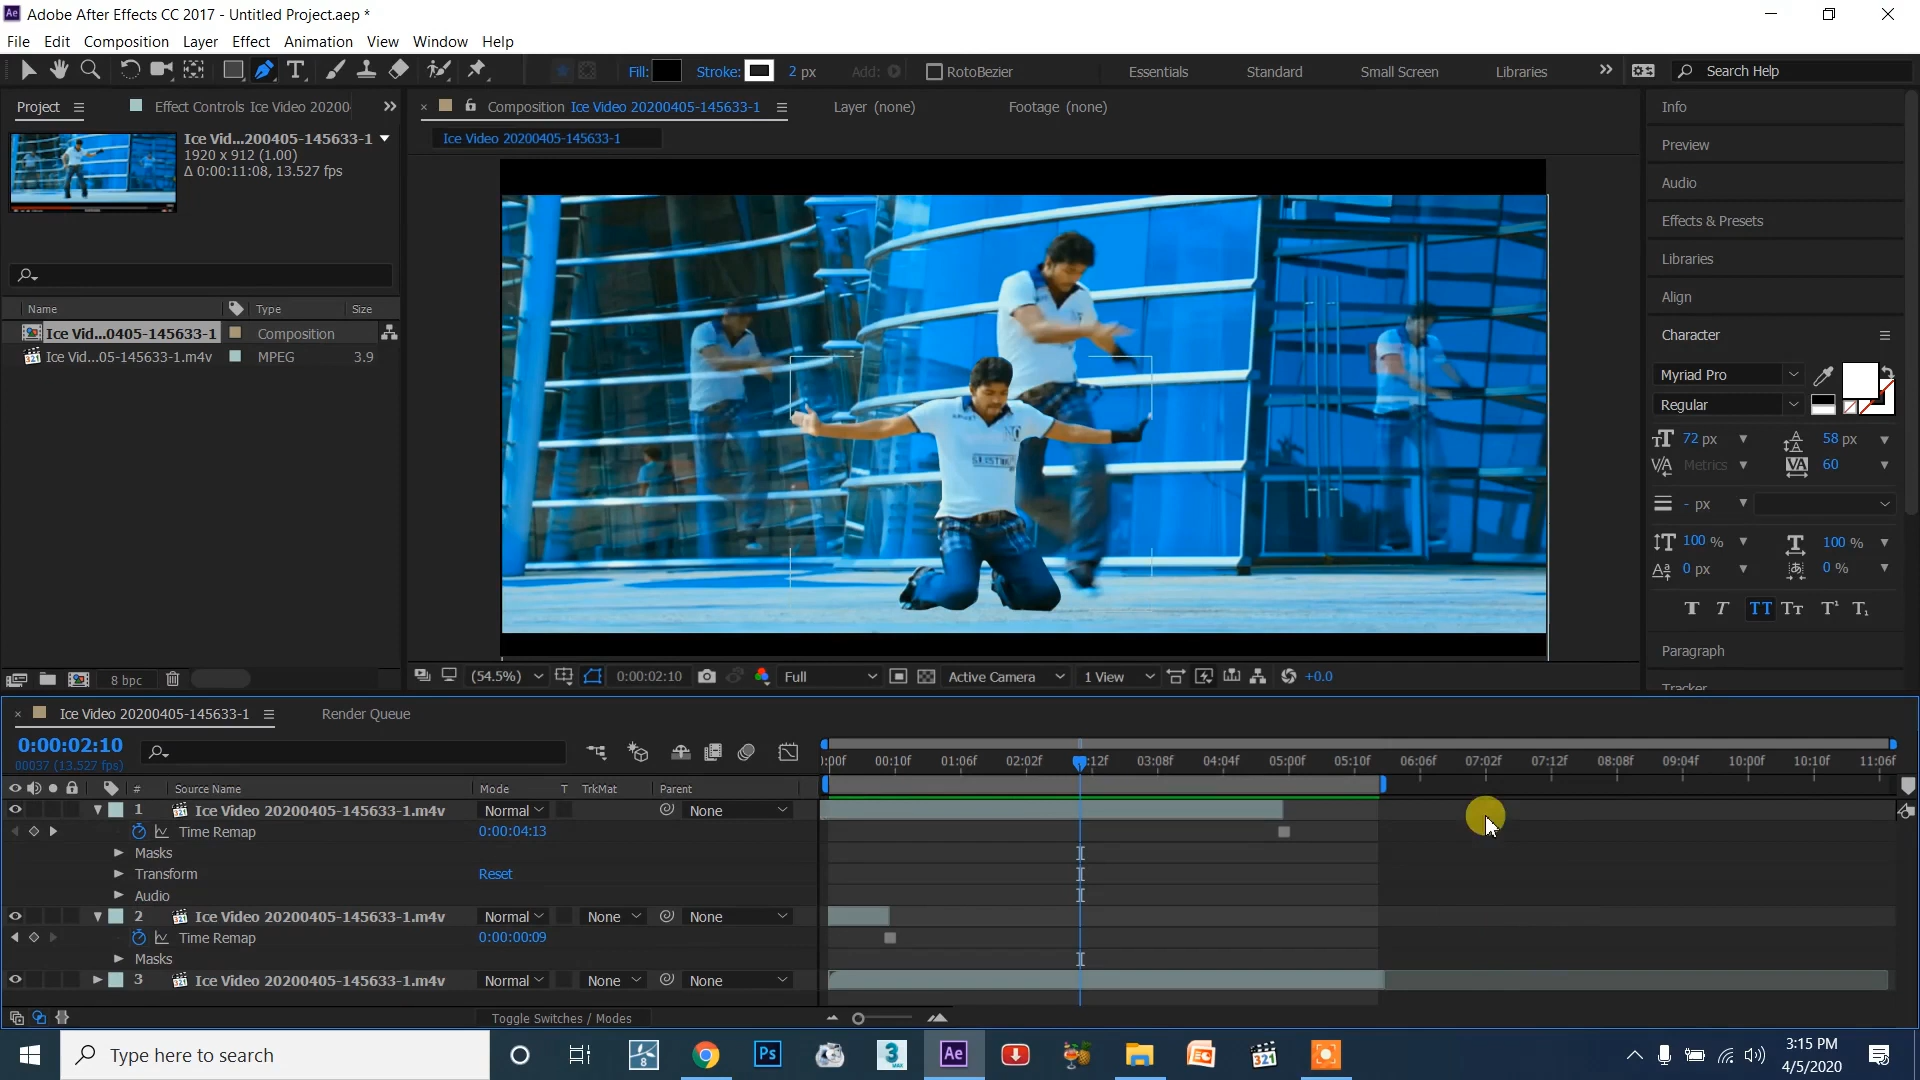 Adobe After Effects CC 2017 - Untitled Project.aep *
File Edit Composition Layer Effect Animation View Window Help
Fill: Stroke: 2 px Add: RotoBezier Essentials Standard Small Screen Libraries Search Help
Project Effect Controls Ice Video 20200 Composition Ice Video 20200405-145633-1 Layer (none) Footage (none) Info
Ice Vid...200405-145633-1
1920 x 912 (1.00)
Δ 0:00:11:08, 13.527 fps
Ice Video 20200405-145633-1
Preview
Audio
Effects & Presets
Libraries
Align
Character
Name Type Size
Ice Vid...0405-145633-1 Composition
Ice Vid...05-145633-1.m4v MPEG 3.9
Myriad Pro
Regular
72 px 58 px
Metrics 60
- px
100 % 100 %
0 px 0 %
Paragraph
Tracker
8 bpc
(54.5%) 0:00:02:10 Full Active Camera 1 View +0.0
Ice Video 20200405-145633-1 Render Queue
0:00:02:10
00037 (13.527 fps)
):00f 00:10f 01:06f 02:02f :12f 03:08f 04:04f 05:00f 05:10f 06:06f 07:02f 07:12f 08:08f 09:04f 10:00f 10:10f 11:06f
# Source Name Mode T TrkMat Parent
1 Ice Video 20200405-145633-1.m4v Normal None
Time Remap 0:00:04:13
Masks
Transform Reset
Audio
2 Ice Video 20200405-145633-1.m4v Normal None None
Time Remap 0:00:00:09
Masks
3 Ice Video 20200405-145633-1.m4v Normal None None
Toggle Switches / Modes
Type here to search
3:15 PM
4/5/2020